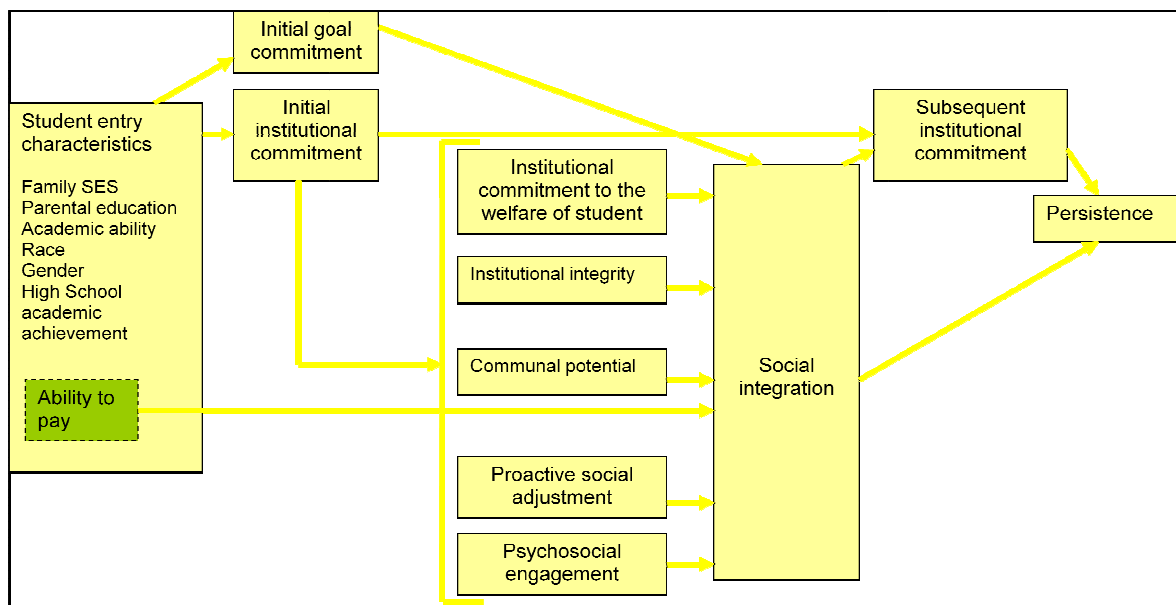 Initial goal
commitment
Student entry
characteristics
Family SES
Parental education
Academic ability
Race
Gender
High School
academic
achievement
Ability to
pay
Initial
institutional
commitment
Institutional
commitment to the
welfare of student
Institutional integrity
Communal potential
Proactive social
adjustment
Psychosocial
engagement
Social
integration
Subsequent
institutional
commitment
Persistence